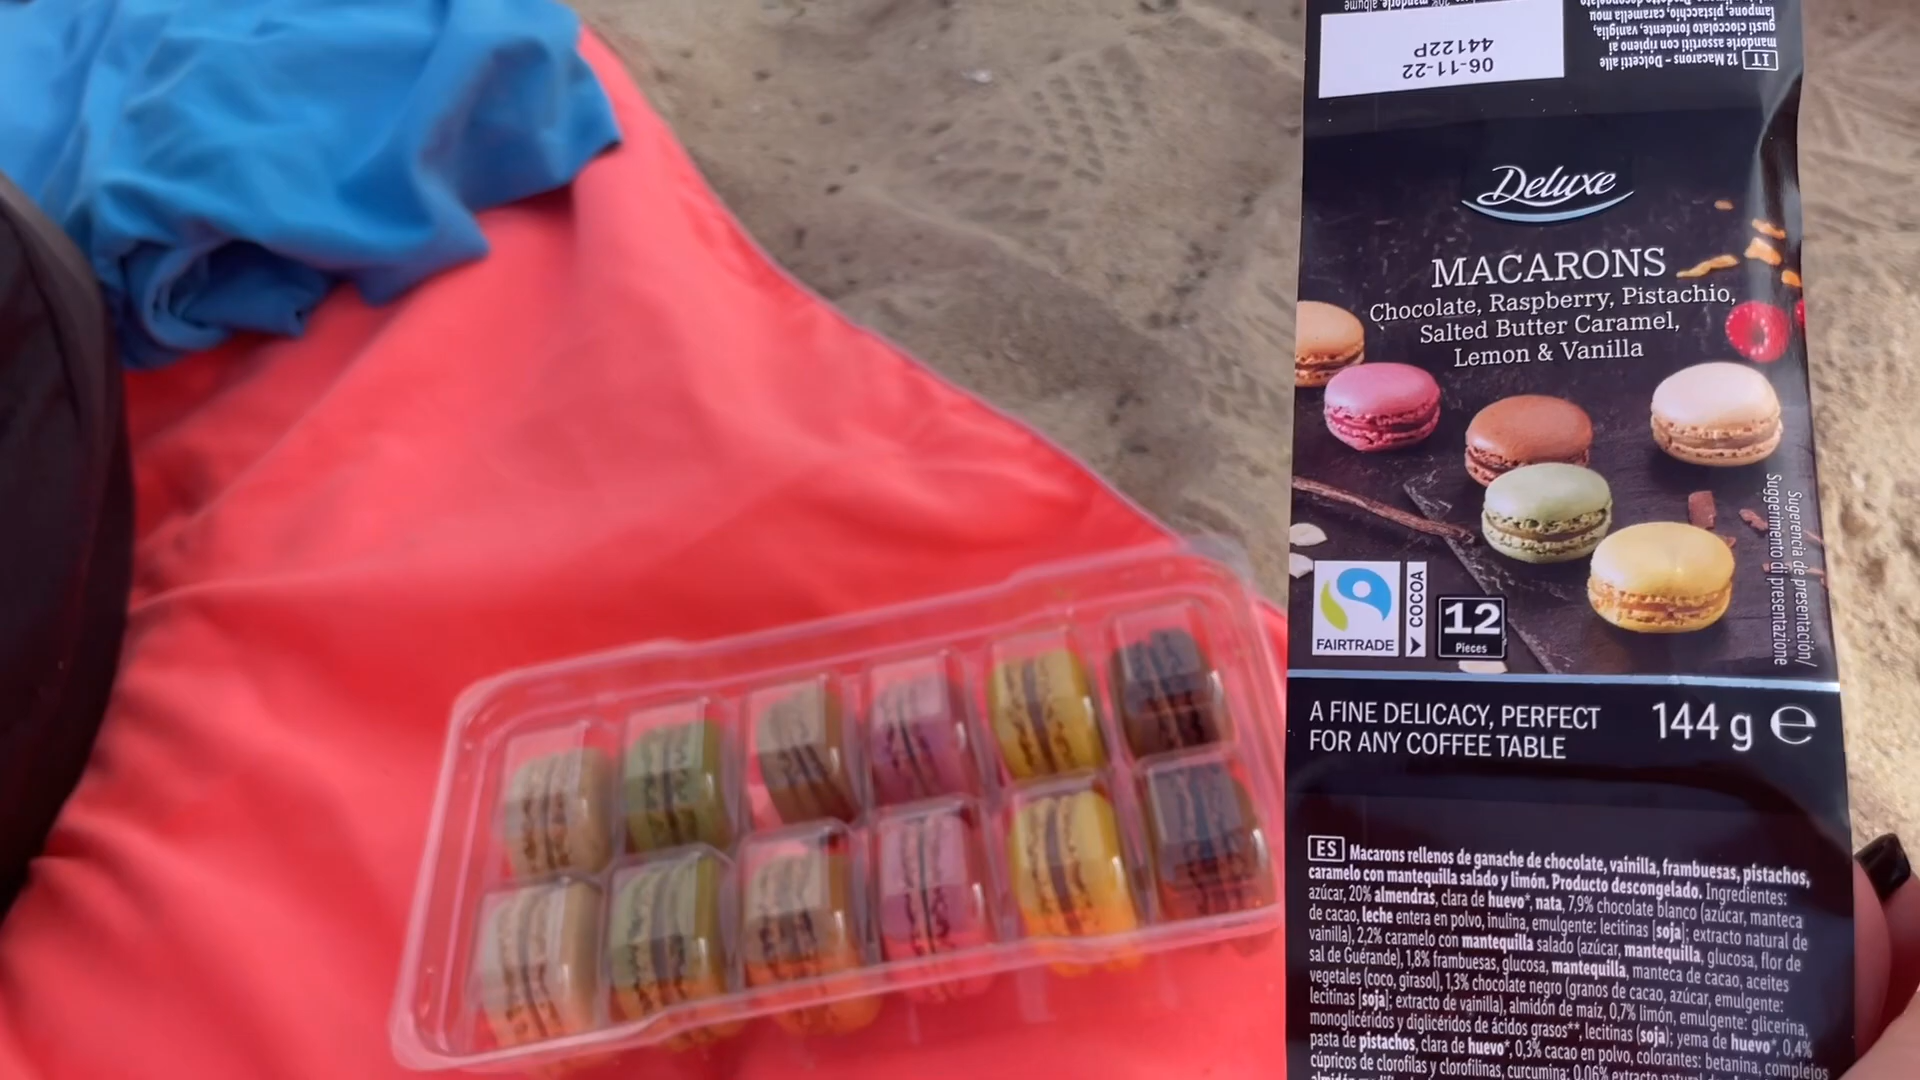 06-11-22
44122P
IT 12 Macarons - Dolcetti alle
mandorle assortiti con ripieno ai
gusti cioccolato fondente, vaniglia,
lampone, pistacchio, caramella mou
Deluxe
MACARONS
Chocolate, Raspberry, Pistachio,
Salted Butter Caramel,
Lemon & Vanilla
Sugerencia de presentación/
Suggerimento di presentazione
FAIRTRADE
COCOA
12
Pieces
A FINE DELICACY, PERFECT
FOR ANY COFFEE TABLE
144 g ℮
ES Macarons rellenos de ganache de chocolate, vainilla, frambuesas, pistachos,
caramelo con mantequilla salado y limón. Producto descongelado. Ingredientes:
azúcar, 20% almendras, clara de huevo*, nata, 7,9% chocolate blanco (azúcar, manteca
de cacao, leche entera en polvo, inulina, emulgente: lecitinas [soja]; extracto natural de
vainilla), 2,2% caramelo con mantequilla salado (azúcar, mantequilla, glucosa, flor de
sal de Guérande), 1,8% frambuesas, glucosa, mantequilla, manteca de cacao, aceites
vegetales (coco, girasol), 1,3% chocolate negro (granos de cacao, azúcar, emulgente:
lecitinas [soja]; extracto de vainilla), almidón de maíz, 0,7% limón, emulgente: glicerina,
monoglicéridos y diglicéridos de ácidos grasos**, lecitinas (soja); yema de huevo*, 0,4%
pasta de pistachos, clara de huevo*, 0,3% cacao en polvo, colorantes: betanina, complejos
cúpricos de clorofilas y clorofilinas, curcumina; 0,06% extracto